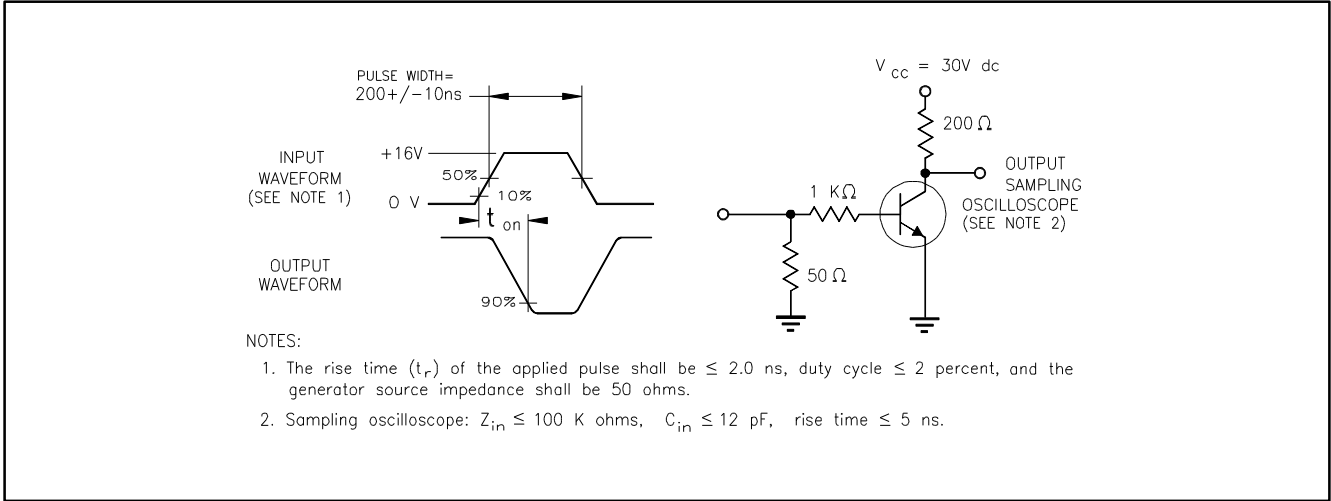 PULSE WIDTH=
200+/-10ns
INPUT
WAVEFORM
(SEE NOTE 1)
+16V
50%
10%
0 V
t on
OUTPUT
WAVEFORM
90%
V CC = 30V dc
200 Ω
OUTPUT
SAMPLING
OSCILLOSCOPE
(SEE NOTE 2)
1 KΩ
50 Ω
NOTES:
1. The rise time (tr) of the applied pulse shall be ≤ 2.0 ns, duty cycle ≤ 2 percent, and the
generator source impedance shall be 50 ohms.
2. Sampling oscilloscope: Zin ≤ 100 K ohms, Cin ≤ 12 pF, rise time ≤ 5 ns.